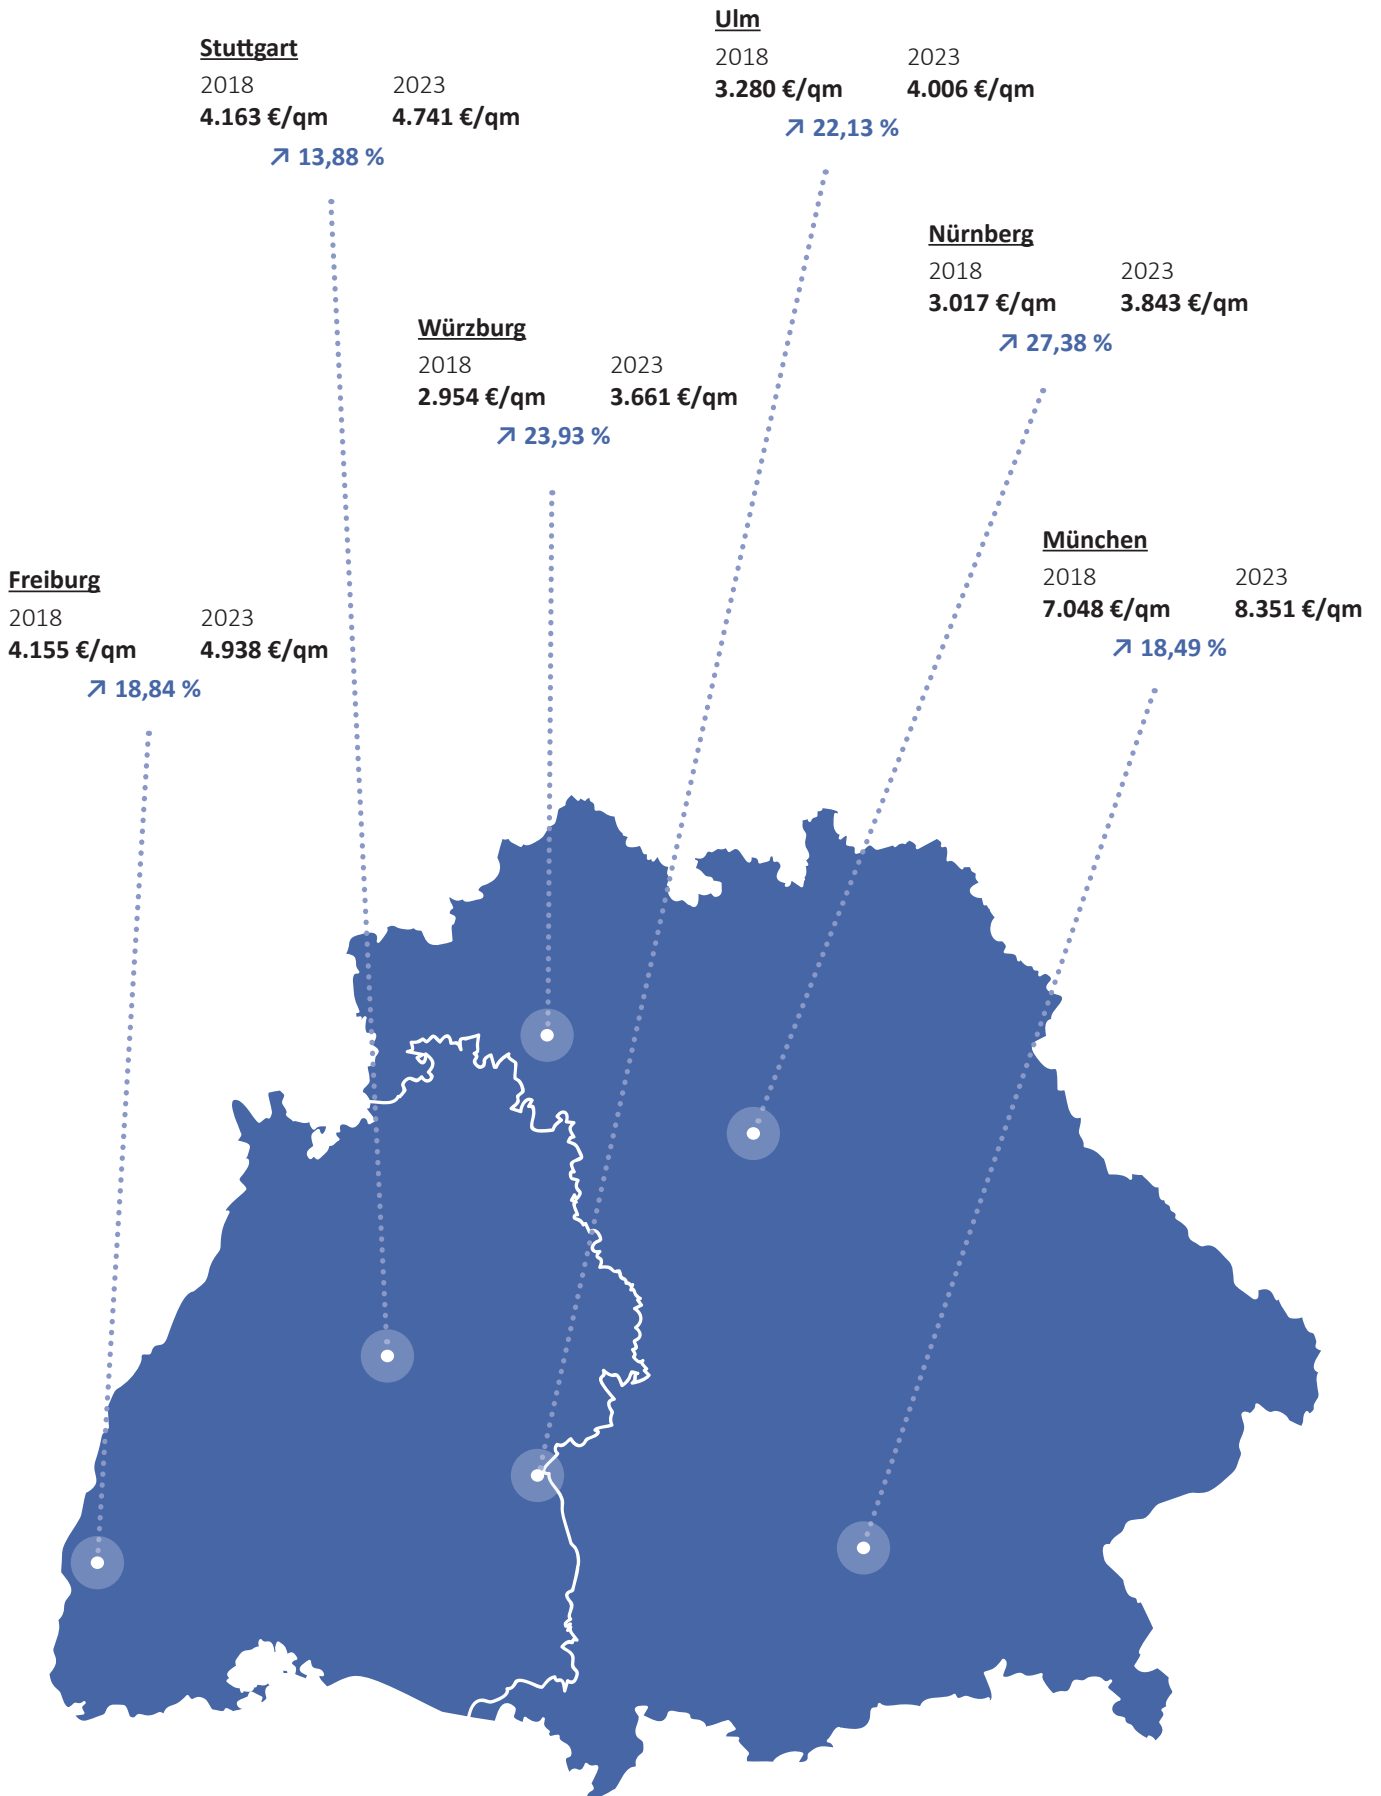 Ulm
2018 2023
3.280 €/qm 4.006 €/qm
↗ 22,13 %
Stuttgart
2018 2023
4.163 €/qm 4.741 €/qm
↗ 13,88 %
Nürnberg
2018 2023
3.017 €/qm 3.843 €/qm
↗ 27,38 %
Würzburg
2018 2023
2.954 €/qm 3.661 €/qm
↗ 23,93 %
München
2018 2023
7.048 €/qm 8.351 €/qm
↗ 18,49 %
Freiburg
2018 2023
4.155 €/qm 4.938 €/qm
↗ 18,84 %